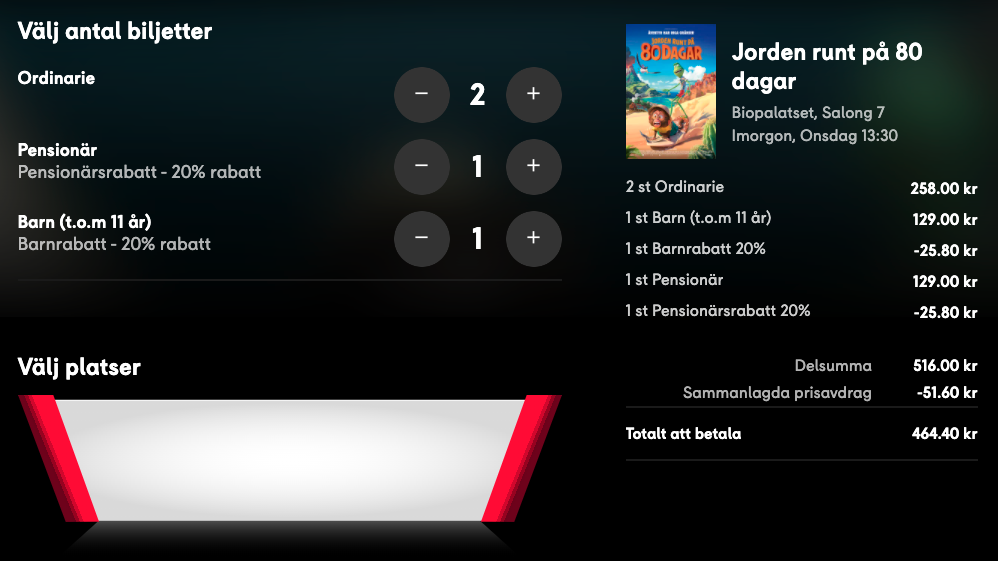 Välj antal biljetter
Ordinarie
− 2 +
Pensionär
Pensionärsrabatt - 20% rabatt
− 1 +
Barn (t.o.m 11 år)
Barnrabatt - 20% rabatt
− 1 +
Välj platser
JORDEN RUNT PÅ
80 DAGAR
Jorden runt på 80
dagar
Biopalatset, Salong 7
Imorgon, Onsdag 13:30
2 st Ordinarie 258.00 kr
1 st Barn (t.o.m 11 år) 129.00 kr
1 st Barnrabatt 20% -25.80 kr
1 st Pensionär 129.00 kr
1 st Pensionärsrabatt 20% -25.80 kr
Delsumma 516.00 kr
Sammanlagda prisavdrag -51.60 kr
Totalt att betala 464.40 kr